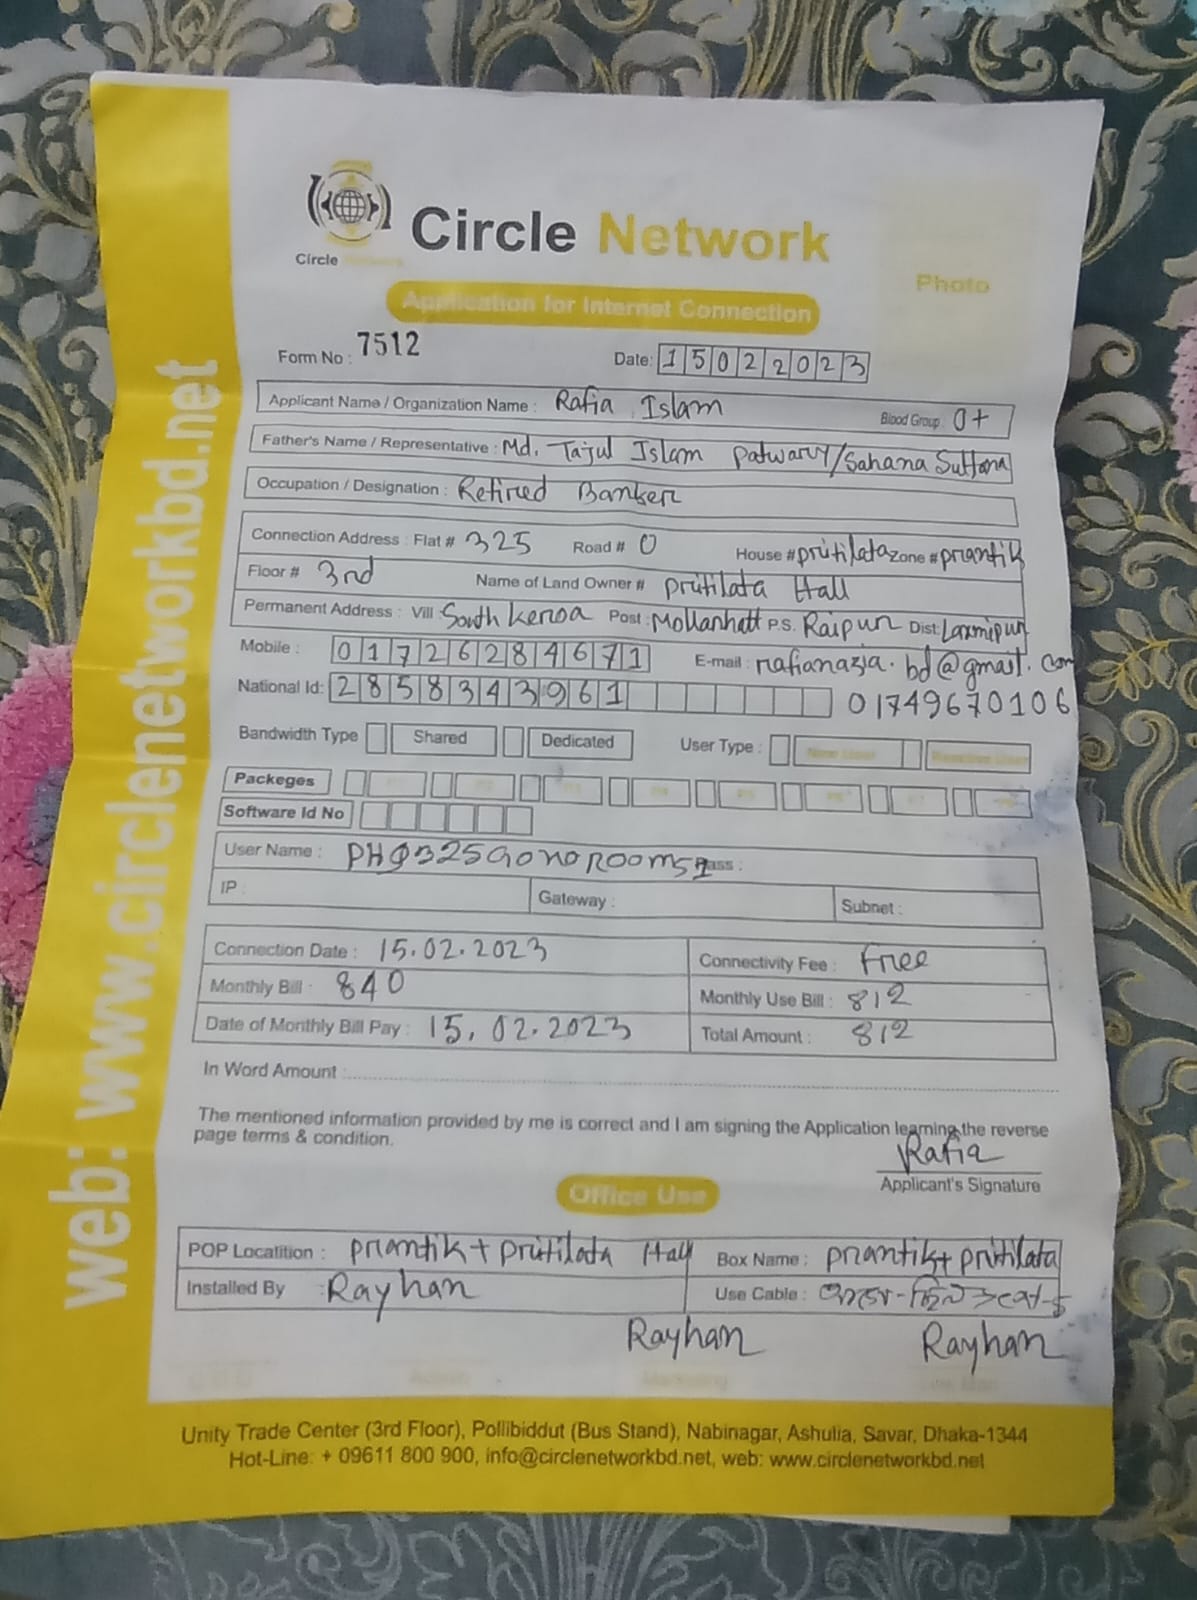 web: www.circlenetworkbd.net
Circle
Circle Network
Photo
Application for Internet Connection
Form No : 7512 Date: 15022023
Applicant Name / Organization Name : Rafia Islam Blood Group: O+
Father's Name / Representative : Md. Tajul Islam Patwary/Sahana Sultana
Occupation / Designation : Retired Banker
Connection Address : Flat # 325 Road # 0 House # pritilata Zone # prantik
Floor # 3rd Name of Land Owner # pritilata Hall
Permanent Address : Vill: South Keroa Post: Mollarhatt P.S. Raipur Dist: Laxmipur
Mobile : 01726284671 E-mail : rafianazia.bd@gmail.com
National Id: 2858343961 01749670106
Bandwidth Type Shared Dedicated User Type :
Packeges
Software Id No
User Name : Pass :
IP : Gateway : Subnet :
Connection Date : 15.02.2023 Connectivity Fee : Free
Monthly Bill : 840 Monthly Use Bill : 812
Date of Monthly Bill Pay : 15.02.2023 Total Amount : 812
In Word Amount :
The mentioned information provided by me is correct and I am signing the Application learning the reverse
page terms & condition.
Rafia
Applicant's Signature
Office Use
POP Localition : prantik + pritilata Hall Box Name : prantik + pritilata
Installed By : Rayhan Use Cable :
Rayhan Rayhan
Unity Trade Center (3rd Floor), Pollibiddut (Bus Stand), Nabinagar, Ashulia, Savar, Dhaka-1344
Hot-Line: + 09611 800 900, info@circlenetworkbd.net, web: www.circlenetworkbd.net